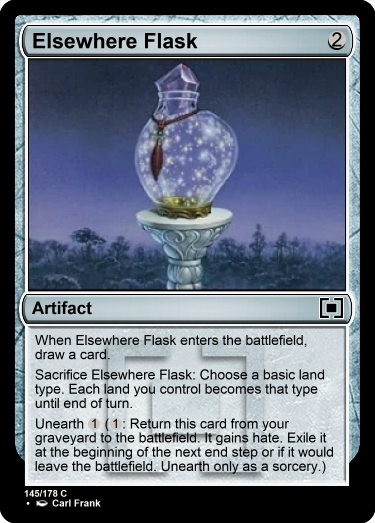 Elsewhere Flask 2
Artifact
When Elsewhere Flask enters the battlefield,
draw a card.
Sacrifice Elsewhere Flask: Choose a basic land
type. Each land you control becomes that type
until end of turn.
Unearth 1 (1: Return this card from your
graveyard to the battlefield. It gains hate. Exile it
at the beginning of the next end step or if it would
leave the battlefield. Unearth only as a sorcery.)
145/178 C
• Carl Frank